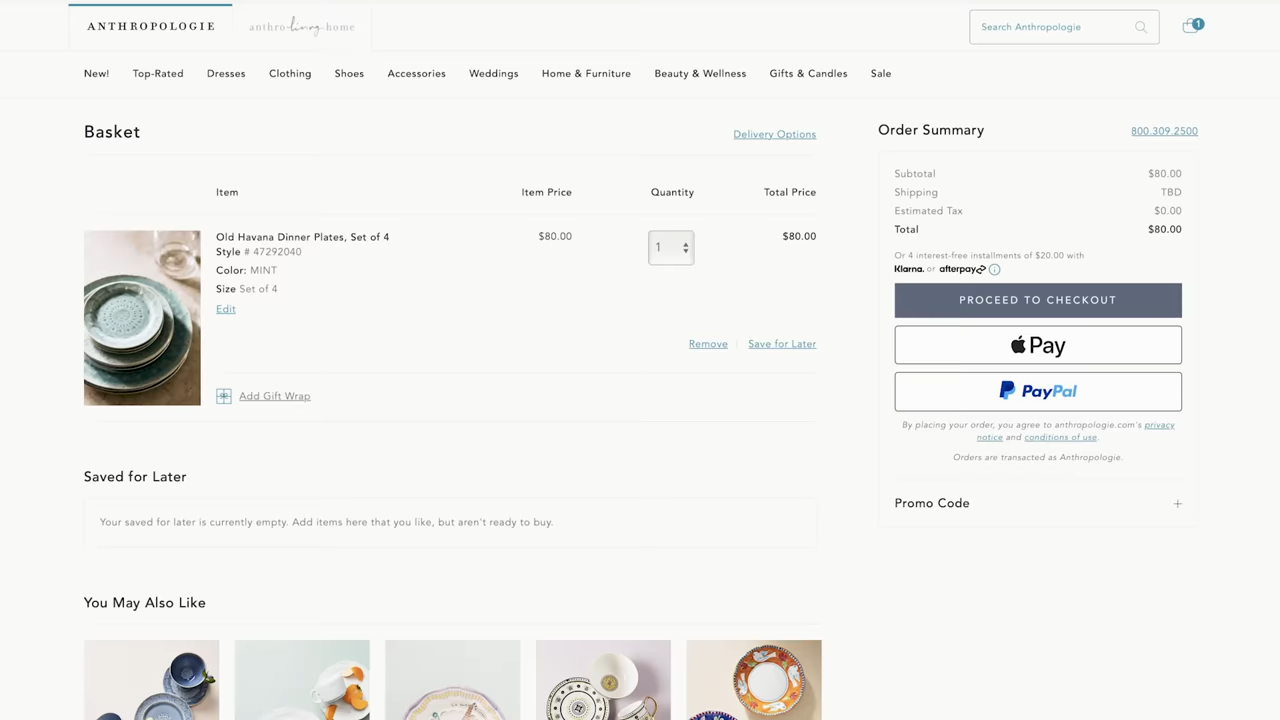 ANTHROPOLOGIE
anthro living home
Search Anthropologie
1
New! Top-Rated Dresses Clothing Shoes Accessories Weddings Home & Furniture Beauty & Wellness Gifts & Candles Sale
Basket
Delivery Options
Item Item Price Quantity Total Price
Old Havana Dinner Plates, Set of 4 $80.00 1 $80.00
Style # 47292040
Color: MINT
Size Set of 4
Edit
Remove | Save for Later
Add Gift Wrap
Saved for Later
Your saved for later is currently empty. Add items here that you like, but aren't ready to buy.
You May Also Like
Order Summary 800.309.2500
Subtotal $80.00
Shipping TBD
Estimated Tax $0.00
Total $80.00
Or 4 interest-free installments of $20.00 with
Klarna. or afterpay
PROCEED TO CHECKOUT
Pay
PayPal
By placing your order, you agree to anthropologie.com's privacy
notice and conditions of use.
Orders are transacted as Anthropologie.
Promo Code +